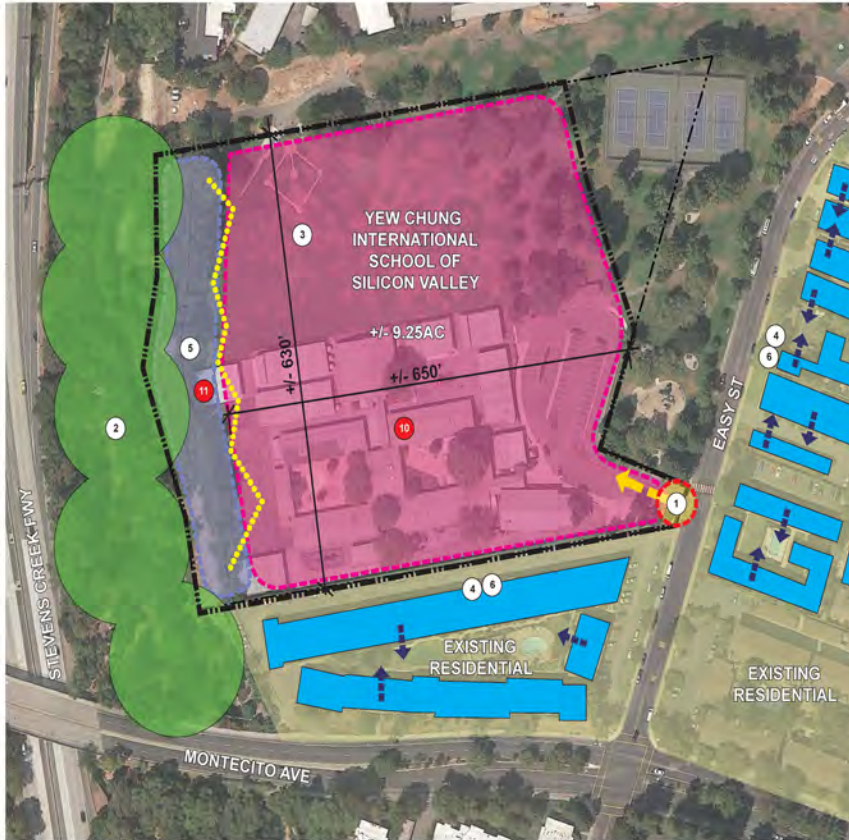 YEW CHUNG
INTERNATIONAL
SCHOOL OF
SILICON VALLEY
+/- 9.25AC
3
+/- 630'
+/- 650'
5
11
10
2
1
4
6
EASY ST
STEVENS CREEK FWY
4 6
EXISTING
RESIDENTIAL
EXISTING
RESIDENTIAL
MONTECITO AVE